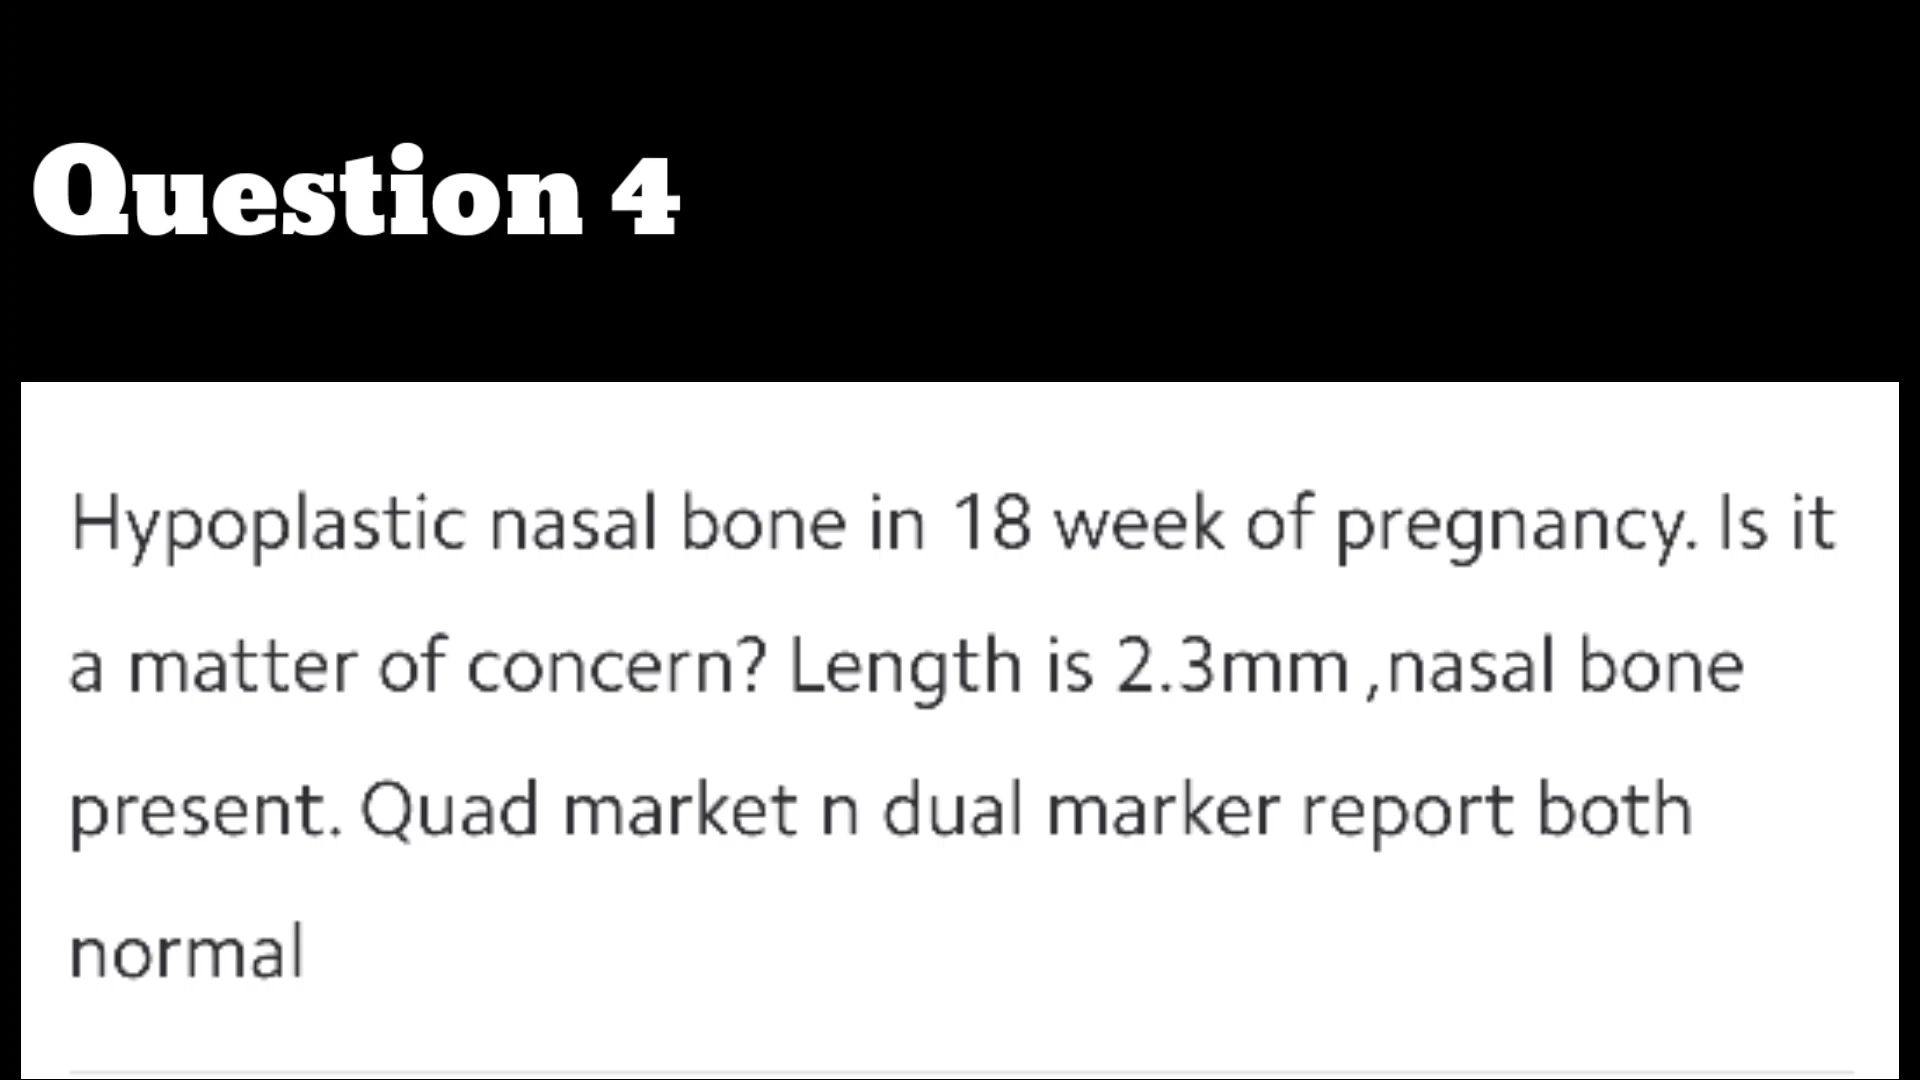 Question 4
Hypoplastic nasal bone in 18 week of pregnancy. Is it
a matter of concern? Length is 2.3mm ,nasal bone
present. Quad market n dual marker report both
normal